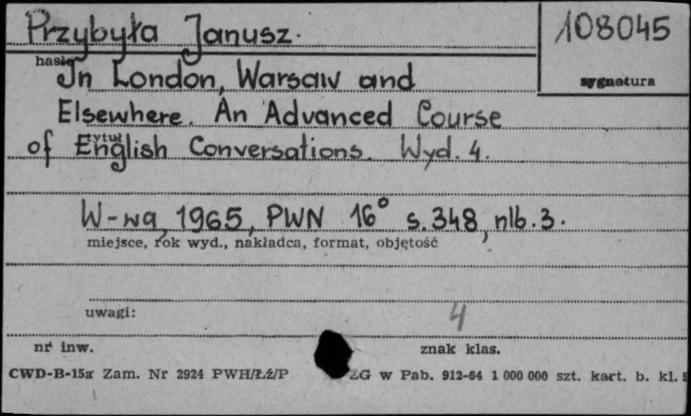 Przybyła Janusz.
108045
hasło
sygnatura
In London, Warsaw and
Elsewhere. An Advanced Course
tytuł
of English Conversations. Wyd. 4.
W-wa, 1965, PWN 16° s. 348, nlb. 3.
miejsce, rok wyd., nakładca, format, objętość
uwagi:
4
nr inw.
znak klas.
CWD-B-15a Zam. Nr 2924 PWH/Łź/P ZG w Pab. 912-64 1 000 000 szt. kart. b. kl.